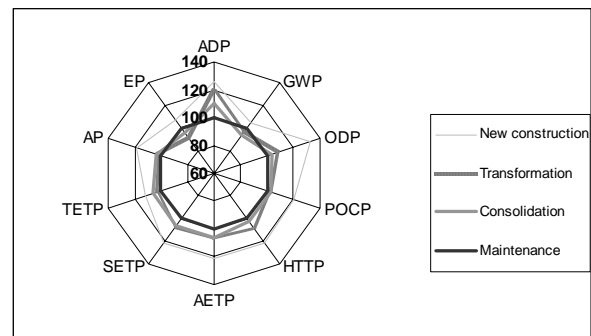 ADP
140
EP
GWP
120
AP
100
ODP
80
60
TETP
POCP
SETP
HTTP
AETP
New construction
Transformation
Consolidation
Maintenance